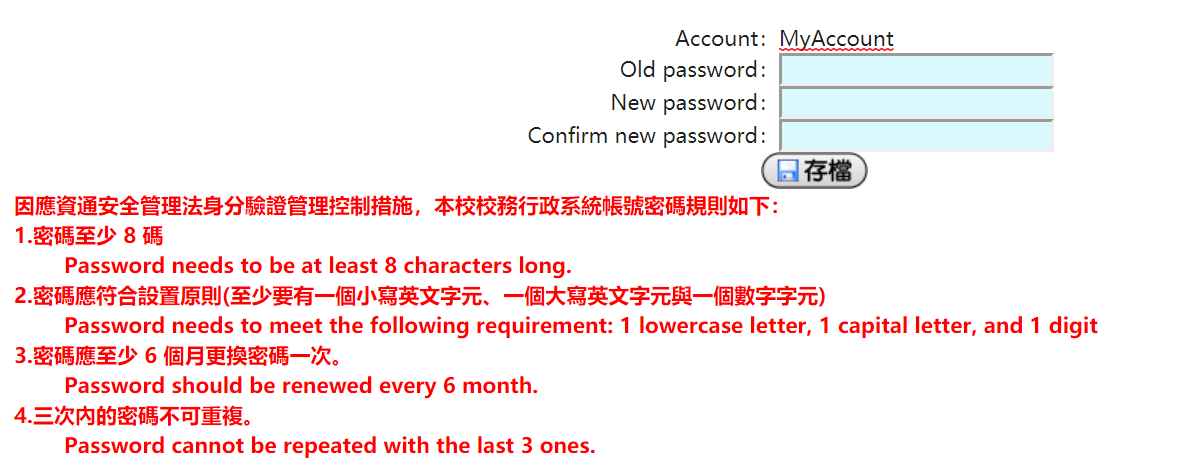 Account： MyAccount
Old password：
New password：
Confirm new password：
存檔
因應資通安全管理法身分驗證管理控制措施，本校校務行政系統帳號密碼規則如下：
1.密碼至少 8 碼
Password needs to be at least 8 characters long.
2.密碼應符合設置原則(至少要有一個小寫英文字元、一個大寫英文字元與一個數字字元)
Password needs to meet the following requirement: 1 lowercase letter, 1 capital letter, and 1 digit
3.密碼應至少 6 個月更換密碼一次。
Password should be renewed every 6 month.
4.三次内的密碼不可重複。
Password cannot be repeated with the last 3 ones.